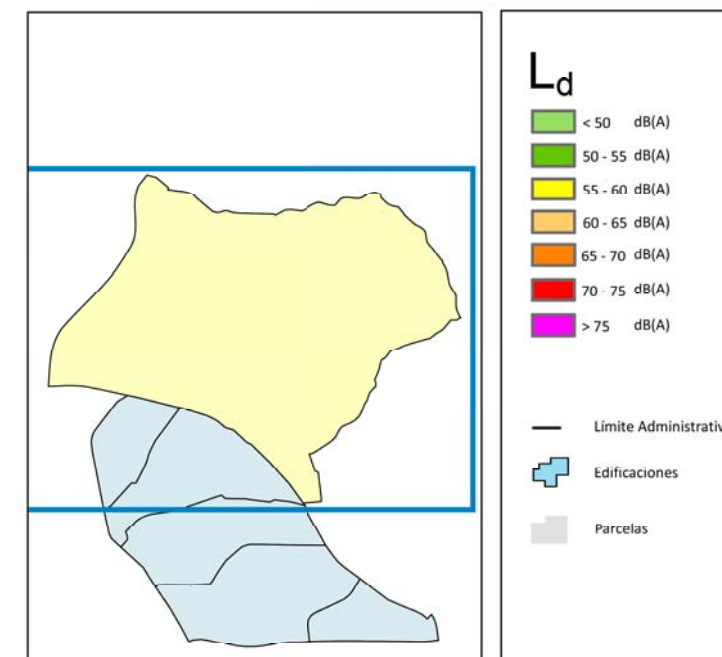 Ld
< 50 dB(A)
50 - 55 dB(A)
55 - 60 dB(A)
60 - 65 dB(A)
65 - 70 dB(A)
70 - 75 dB(A)
> 75 dB(A)
Límite Administrativ
Edificaciones
Parcelas